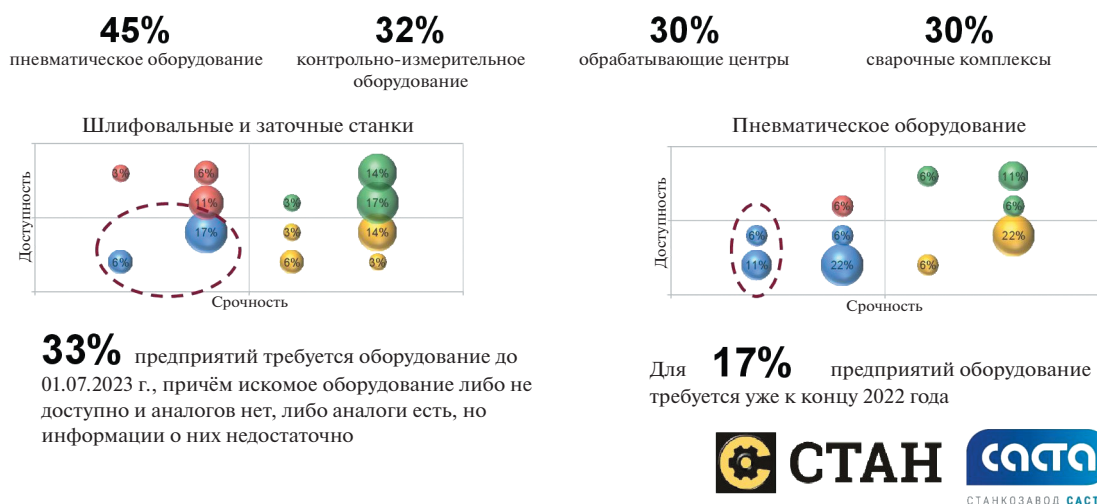 45%
пневматическое оборудование
32%
контрольно-измерительное
оборудование
30%
обрабатывающие центры
30%
сварочные комплексы
Шлифовальные и заточные станки
Доступность
3%
6%
14%
11%
3%
17%
17%
3%
14%
6%
6%
3%
Срочность
33% предприятий требуется оборудование до
01.07.2023 г., причём искомое оборудование либо не
доступно и аналогов нет, либо аналоги есть, но
информации о них недостаточно
Пневматическое оборудование
Доступность
6%
11%
6%
6%
6%
6%
22%
11%
22%
6%
Срочность
Для 17% предприятий оборудование
требуется уже к концу 2022 года
СТАН
саста
СТАНКОЗАВОД САСТ